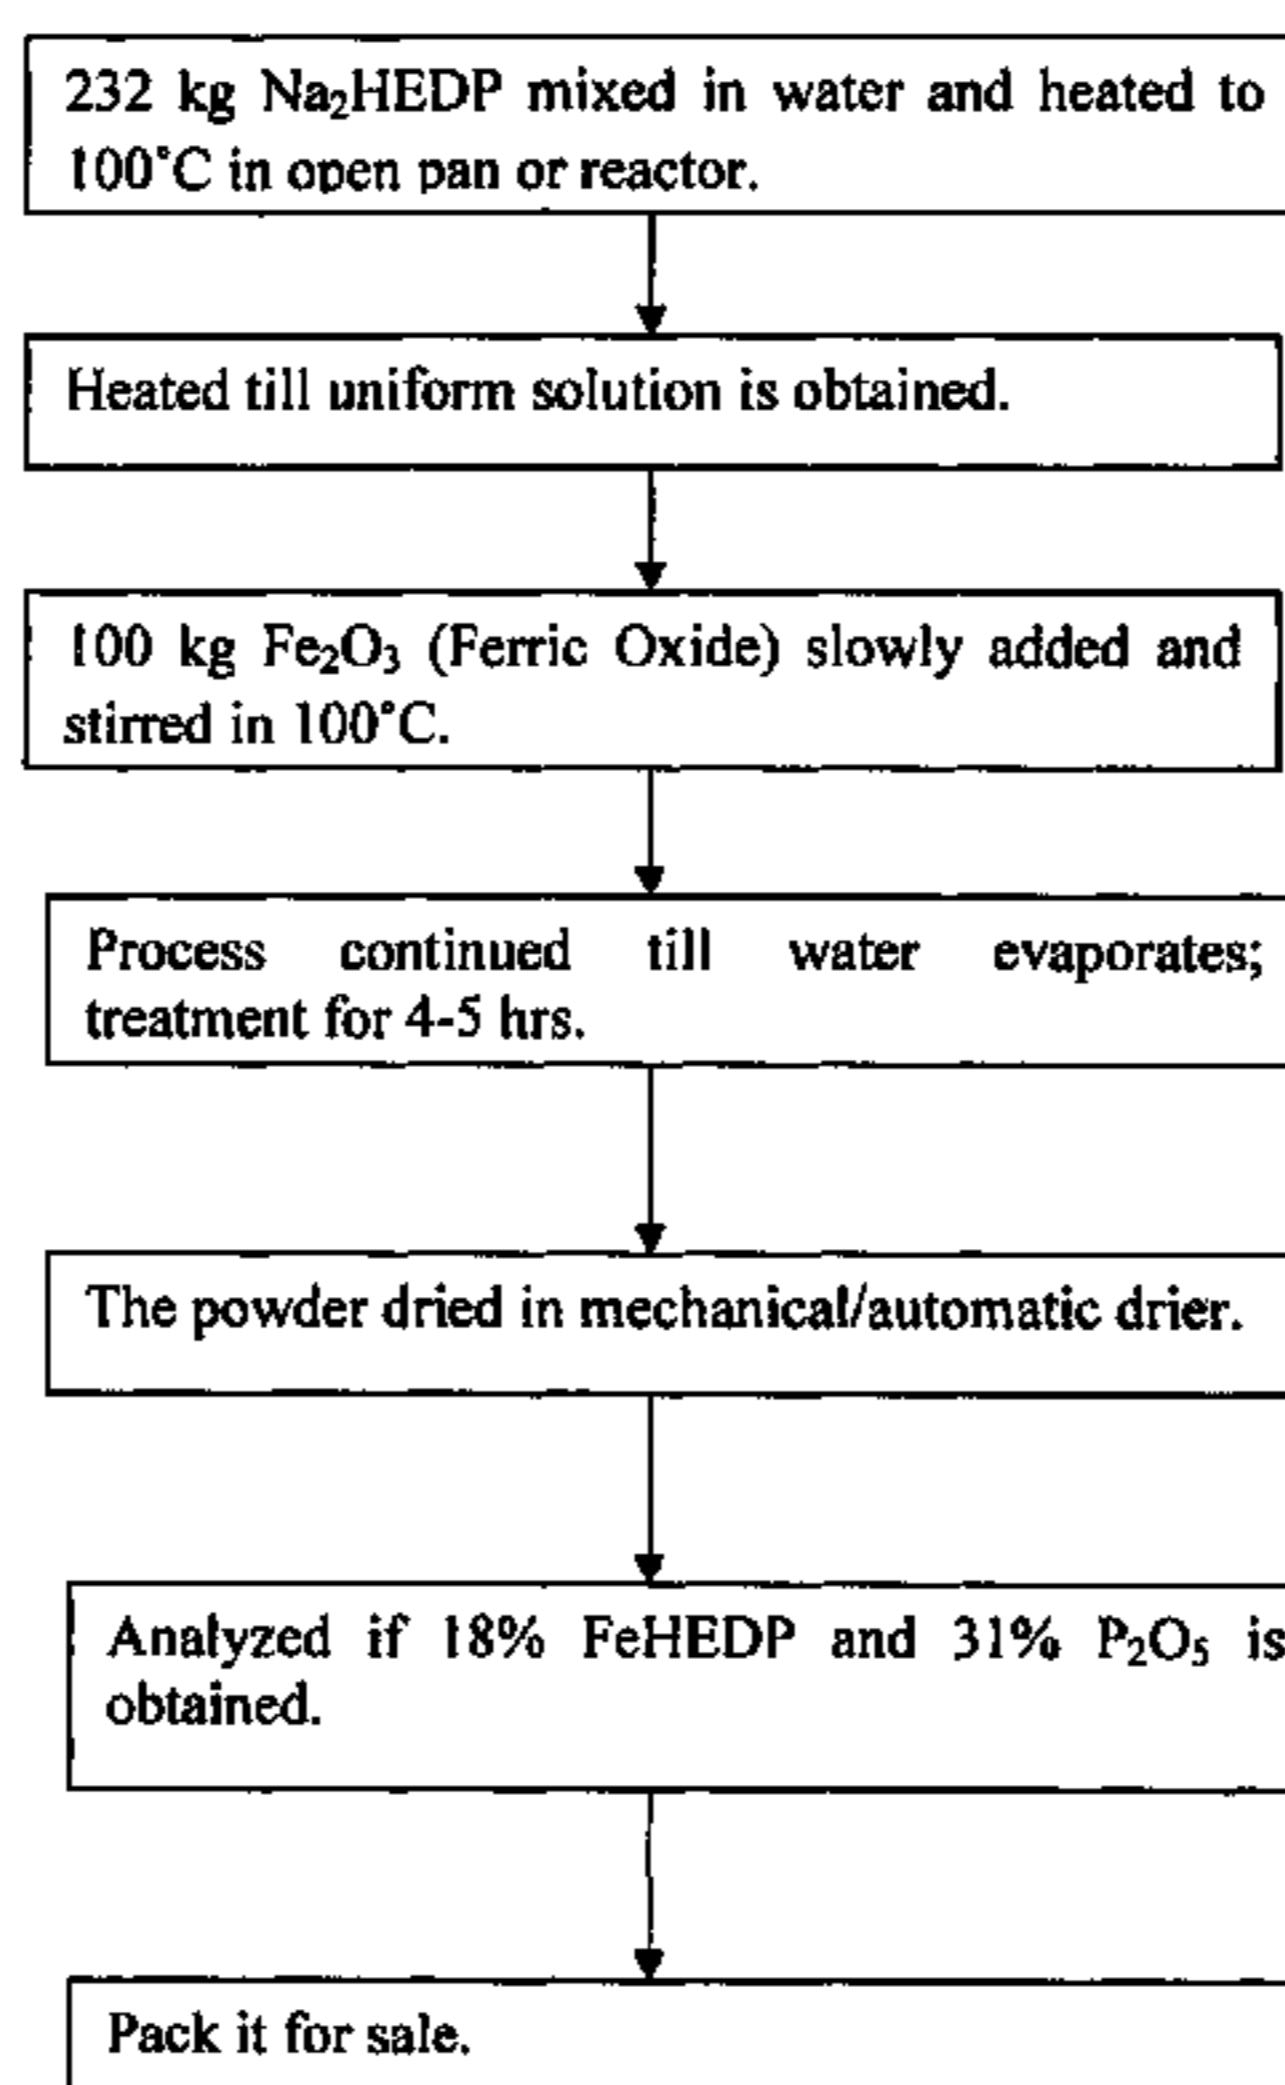 232 kg Na₂HEDP mixed in water and heated to
100°C in open pan or reactor.
Heated till uniform solution is obtained.
100 kg Fe₂O₃ (Ferric Oxide) slowly added and
stirred in 100°C.
Process continued till water evaporates;
treatment for 4-5 hrs.
The powder dried in mechanical/automatic drier.
Analyzed if 18% FeHEDP and 31% P₂O₅ is
obtained.
Pack it for sale.